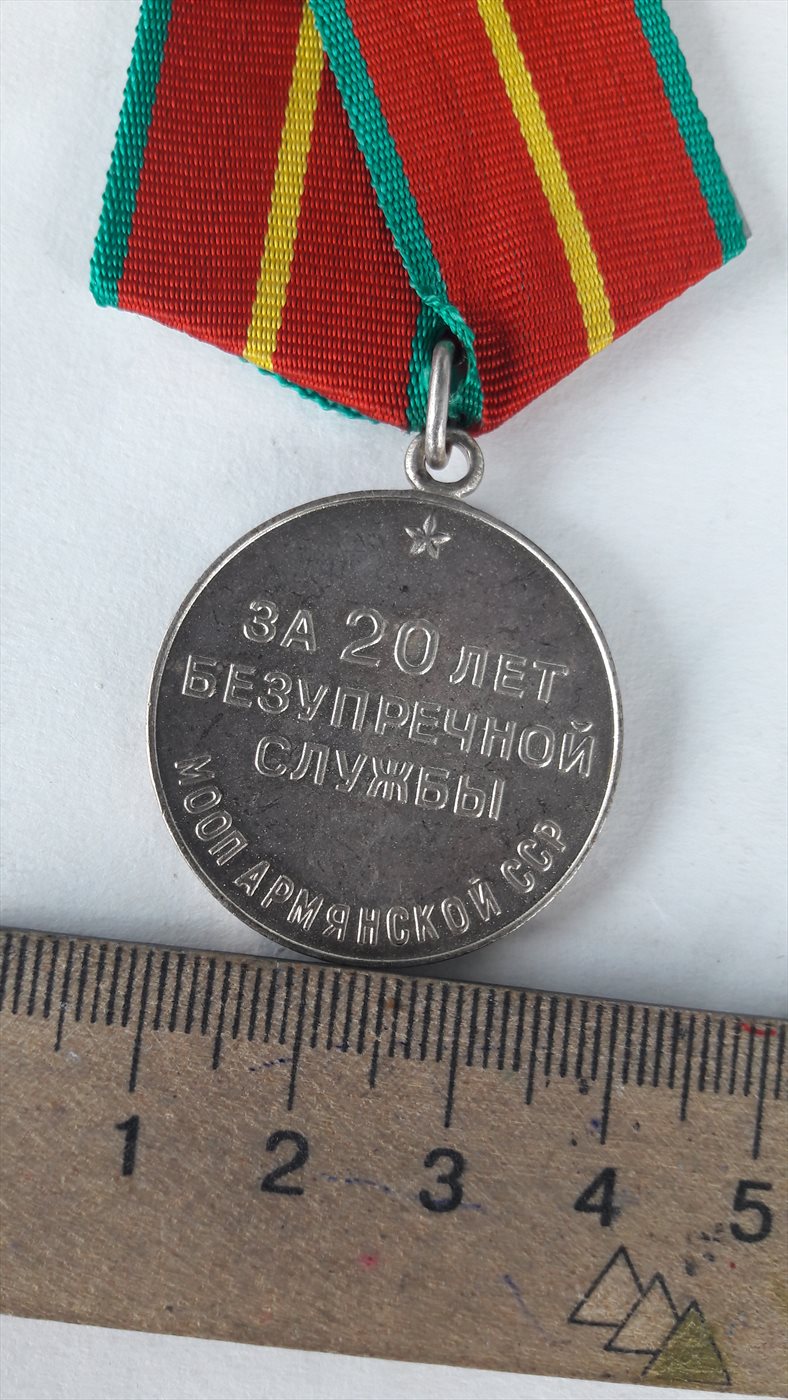 ЗА 20 ЛЕТ
БЕЗУПРЕЧНОЙ
СЛУЖБЫ
МООП АРМЯНСКОЙ ССР
1 2 3 4 5